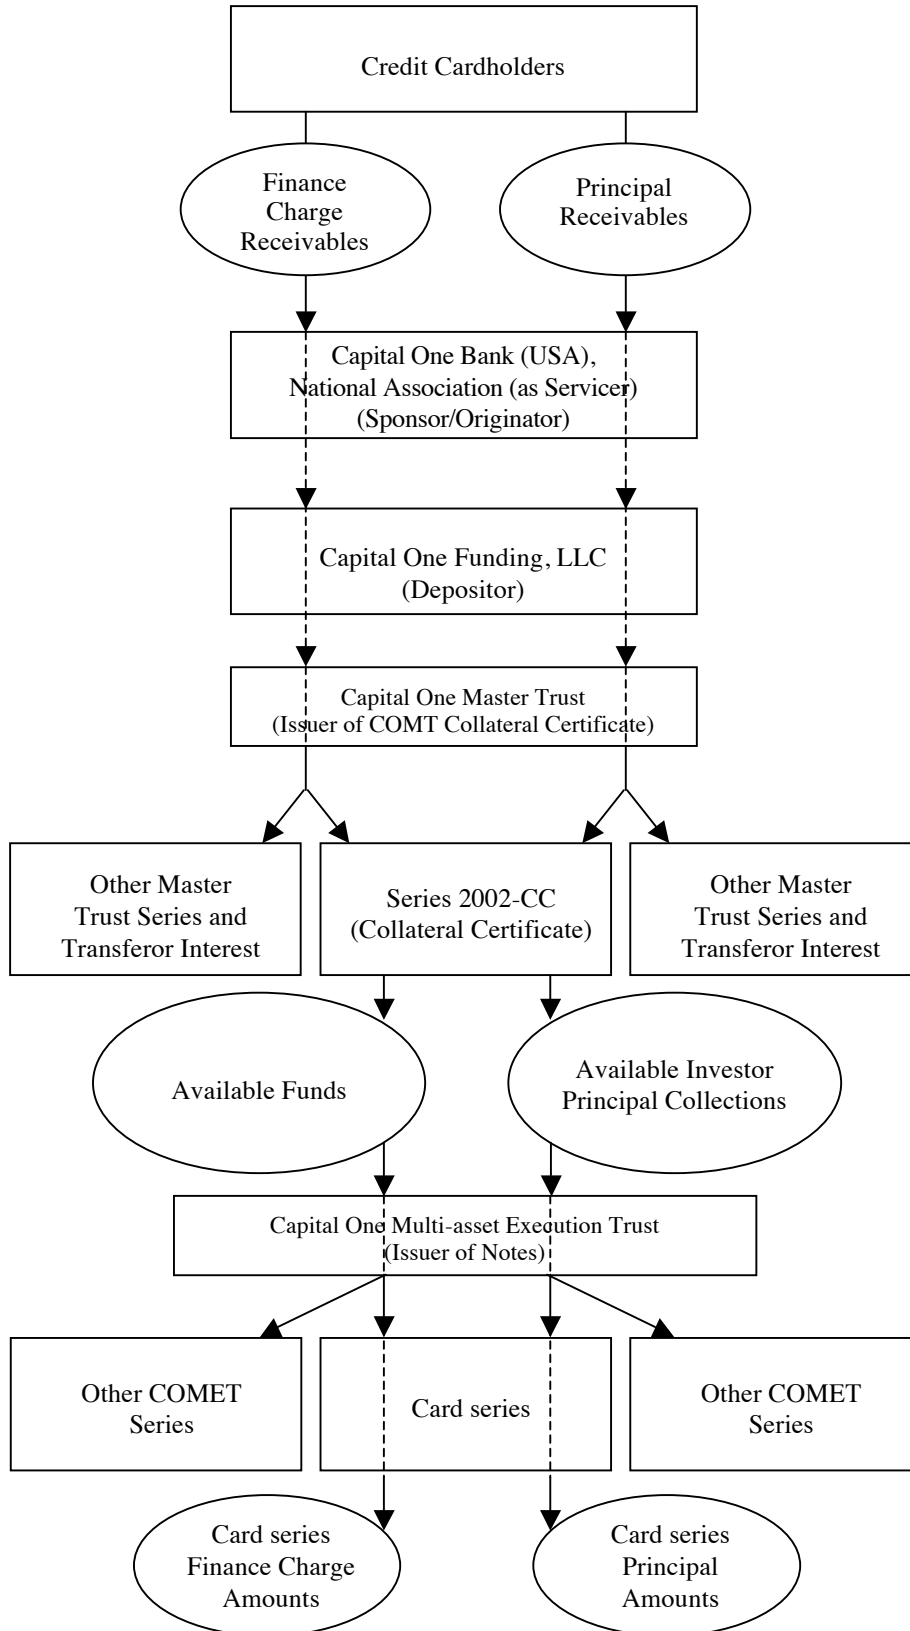 Credit Cardholders
Finance
Charge
Receivables
Principal
Receivables
Capital One Bank (USA),
National Association (as Servicer)
(Sponsor/Originator)
Capital One Funding, LLC
(Depositor)
Capital One Master Trust
(Issuer of COMT Collateral Certificate)
Other Master
Trust Series and
Transferor Interest
Series 2002-CC
(Collateral Certificate)
Other Master
Trust Series and
Transferor Interest
Available Funds
Available Investor
Principal Collections
Capital One Multi-asset Execution Trust
(Issuer of Notes)
Other COMET
Series
Card series
Other COMET
Series
Card series
Finance Charge
Amounts
Card series
Principal
Amounts